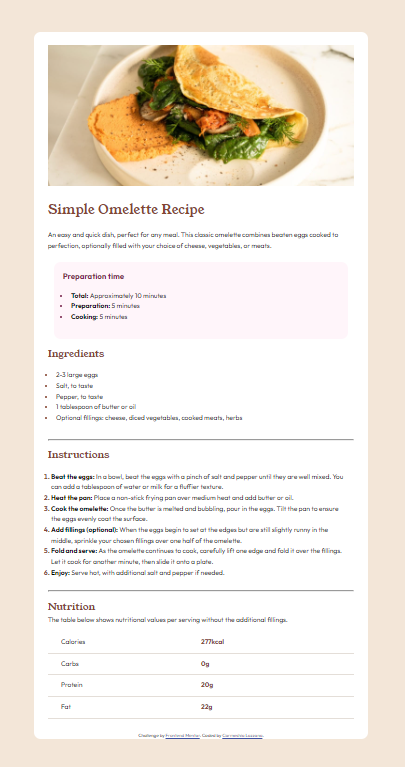 Simple Omelette Recipe
An easy and quick dish, perfect for any meal. This classic omelette combines beaten eggs cooked to
perfection, optionally filled with your choice of cheese, vegetables, or meats.
Preparation time
• Total: Approximately 10 minutes
• Preparation: 5 minutes
• Cooking: 5 minutes
Ingredients
• 2-3 large eggs
• Salt, to taste
• Pepper, to taste
• 1 tablespoon of butter or oil
• Optional fillings: cheese, diced vegetables, cooked meats, herbs
Instructions
1. Beat the eggs: In a bowl, beat the eggs with a pinch of salt and pepper until they are well mixed. You
can add a tablespoon of water or milk for a fluffier texture.
2. Heat the pan: Place a non-stick frying pan over medium heat and add butter or oil.
3. Cook the omelette: Once the butter is melted and bubbling, pour in the eggs. Tilt the pan to ensure
the eggs evenly coat the surface.
4. Add fillings (optional): When the eggs begin to set at the edges but are still slightly runny in the
middle, sprinkle your chosen fillings over one half of the omelette.
5. Fold and serve: As the omelette continues to cook, carefully lift one edge and fold it over the fillings.
Let it cook for another minute, then slide it onto a plate.
6. Enjoy: Serve hot, with additional salt and pepper if needed.
Nutrition
The table below shows nutritional values per serving without the additional fillings.
Calories 277kcal
Carbs 0g
Protein 20g
Fat 22g
Challenge by Frontend Mentor. Coded by